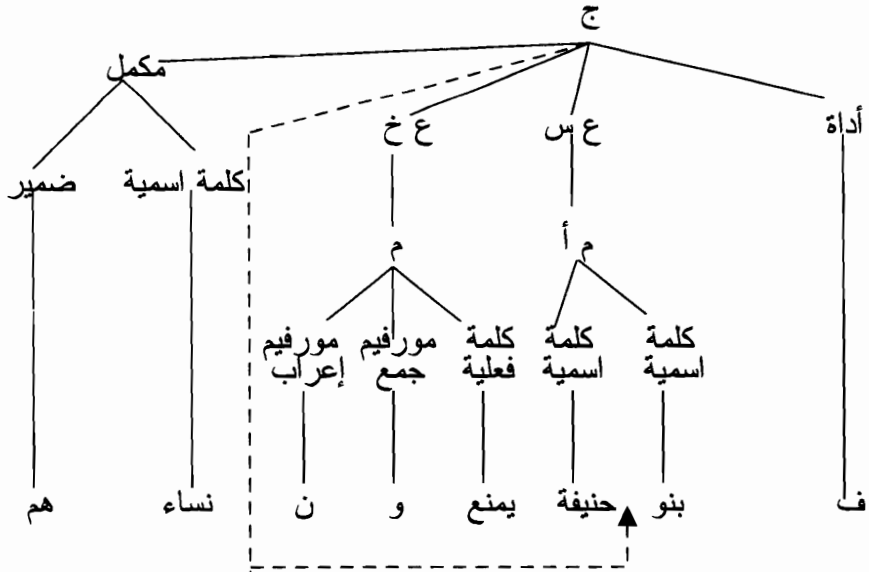 ج
أداة ع س ع خ مكمل
كلمة اسمية ضمير
م أ م
كلمة كلمة كلمة مورفيم مورفيم
اسمية اسمية فعلية جمع إعراب
ف بنو حنيفة يمنع و ن نساء هم